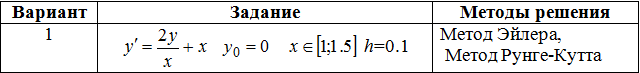 Вариант Задание Методы решения
1 y′ = 2y/x + x y₀ = 0 x ∈ [1;1.5] h=0.1 Метод Эйлера,
Метод Рунге-Кутта